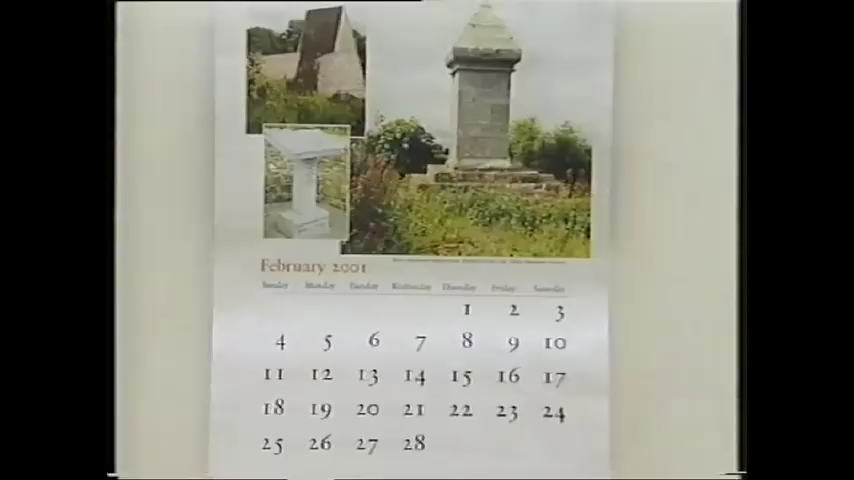 February 2001
Sunday Monday Tuesday Wednesday Thursday Friday Saturday
1 2 3
4 5 6 7 8 9 10
11 12 13 14 15 16 17
18 19 20 21 22 23 24
25 26 27 28